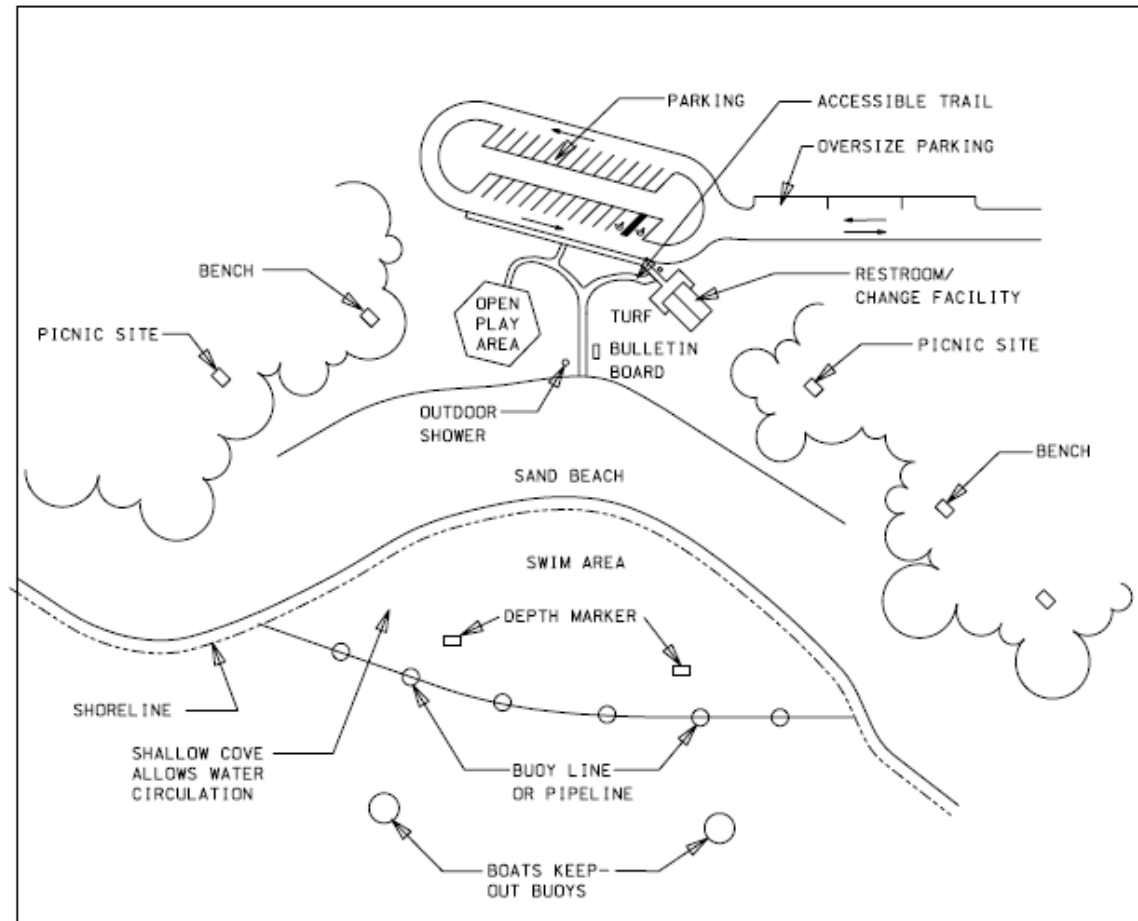 PARKING
ACCESSIBLE TRAIL
OVERSIZE PARKING
BENCH
RESTROOM/
CHANGE FACILITY
OPEN
PLAY
AREA
TURF
PICNIC SITE
BULLETIN
BOARD
PICNIC SITE
OUTDOOR
SHOWER
BENCH
SAND BEACH
SWIM AREA
DEPTH MARKER
SHORELINE
SHALLOW COVE
ALLOWS WATER
CIRCULATION
BUOY LINE
OR PIPELINE
BOATS KEEP-
OUT BUOYS